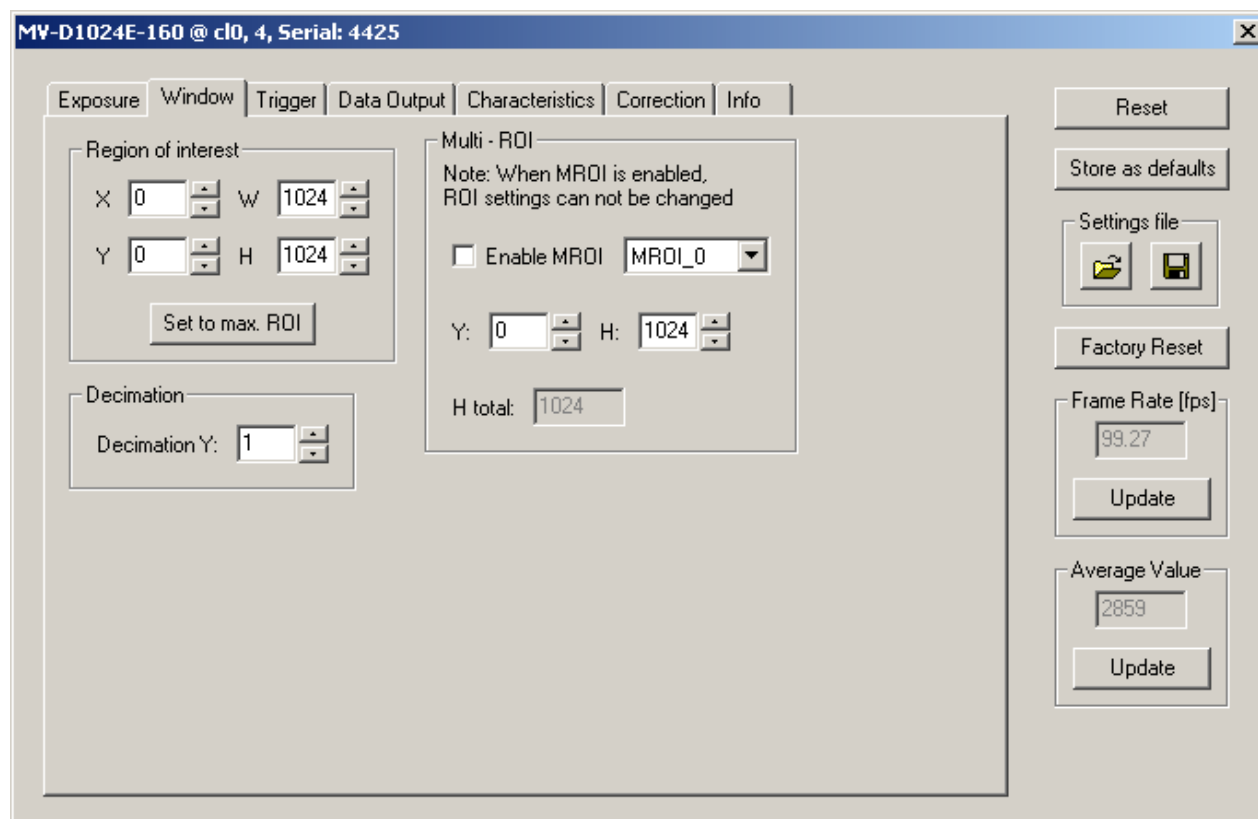 MV-D1024E-160 @ cl0, 4, Serial: 4425
Exposure Window Trigger Data Output Characteristics Correction Info
Region of interest
X 0 W 1024
Y 0 H 1024
Set to max. ROI
Decimation
Decimation Y: 1
Multi - ROI
Note: When MROI is enabled,
ROI settings can not be changed
Enable MROI MROI_0
Y: 0 H: 1024
H total: 1024
Reset
Store as defaults
Settings file
Factory Reset
Frame Rate [fps]
99.27
Update
Average Value
2859
Update